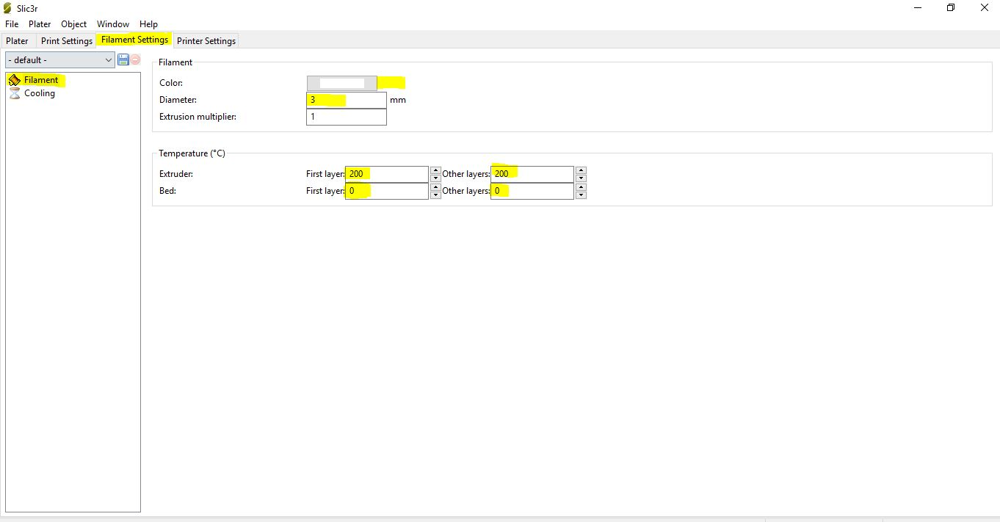 Slic3r
File Plater Object Window Help
Plater Print Settings Filament Settings Printer Settings
- default -
Filament
Cooling
Filament
Color:
Diameter: 3 mm
Extrusion multiplier: 1
Temperature (°C)
Extruder: First layer: 200 Other layers: 200
Bed: First layer: 0 Other layers: 0